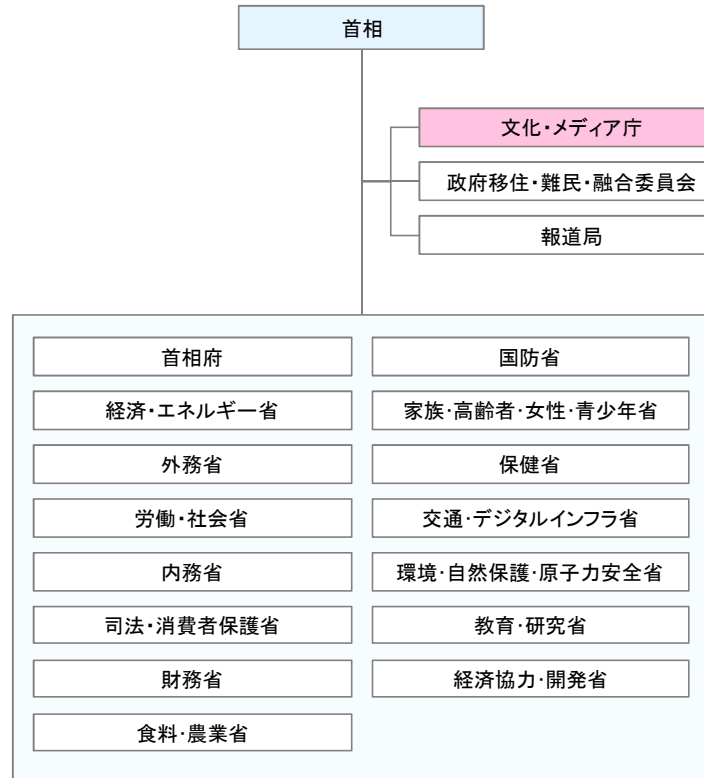 首相
文化・メディア庁
政府移住・難民・融合委員会
報道局
首相府
国防省
経済・エネルギー省
家族・高齢者・女性・青少年省
外務省
保健省
労働・社会省
交通・デジタルインフラ省
内務省
環境・自然保護・原子力安全省
司法・消費者保護省
教育・研究省
財務省
経済協力・開発省
食料・農業省